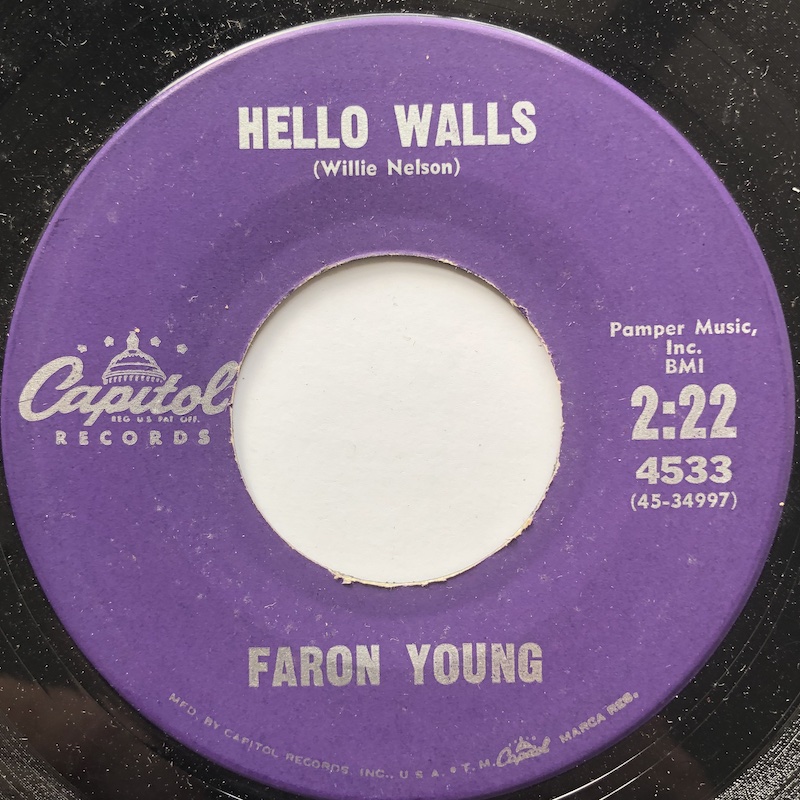 HELLO WALLS
(Willie Nelson)
Capitol
REG. U.S. PAT. OFF.
RECORDS
Pamper Music,
Inc.
BMI
2:22
4533
(45-34997)
FARON YOUNG
MFD. BY CAPITOL RECORDS, INC., U.S.A. • T.M. Capitol MARCA REG.